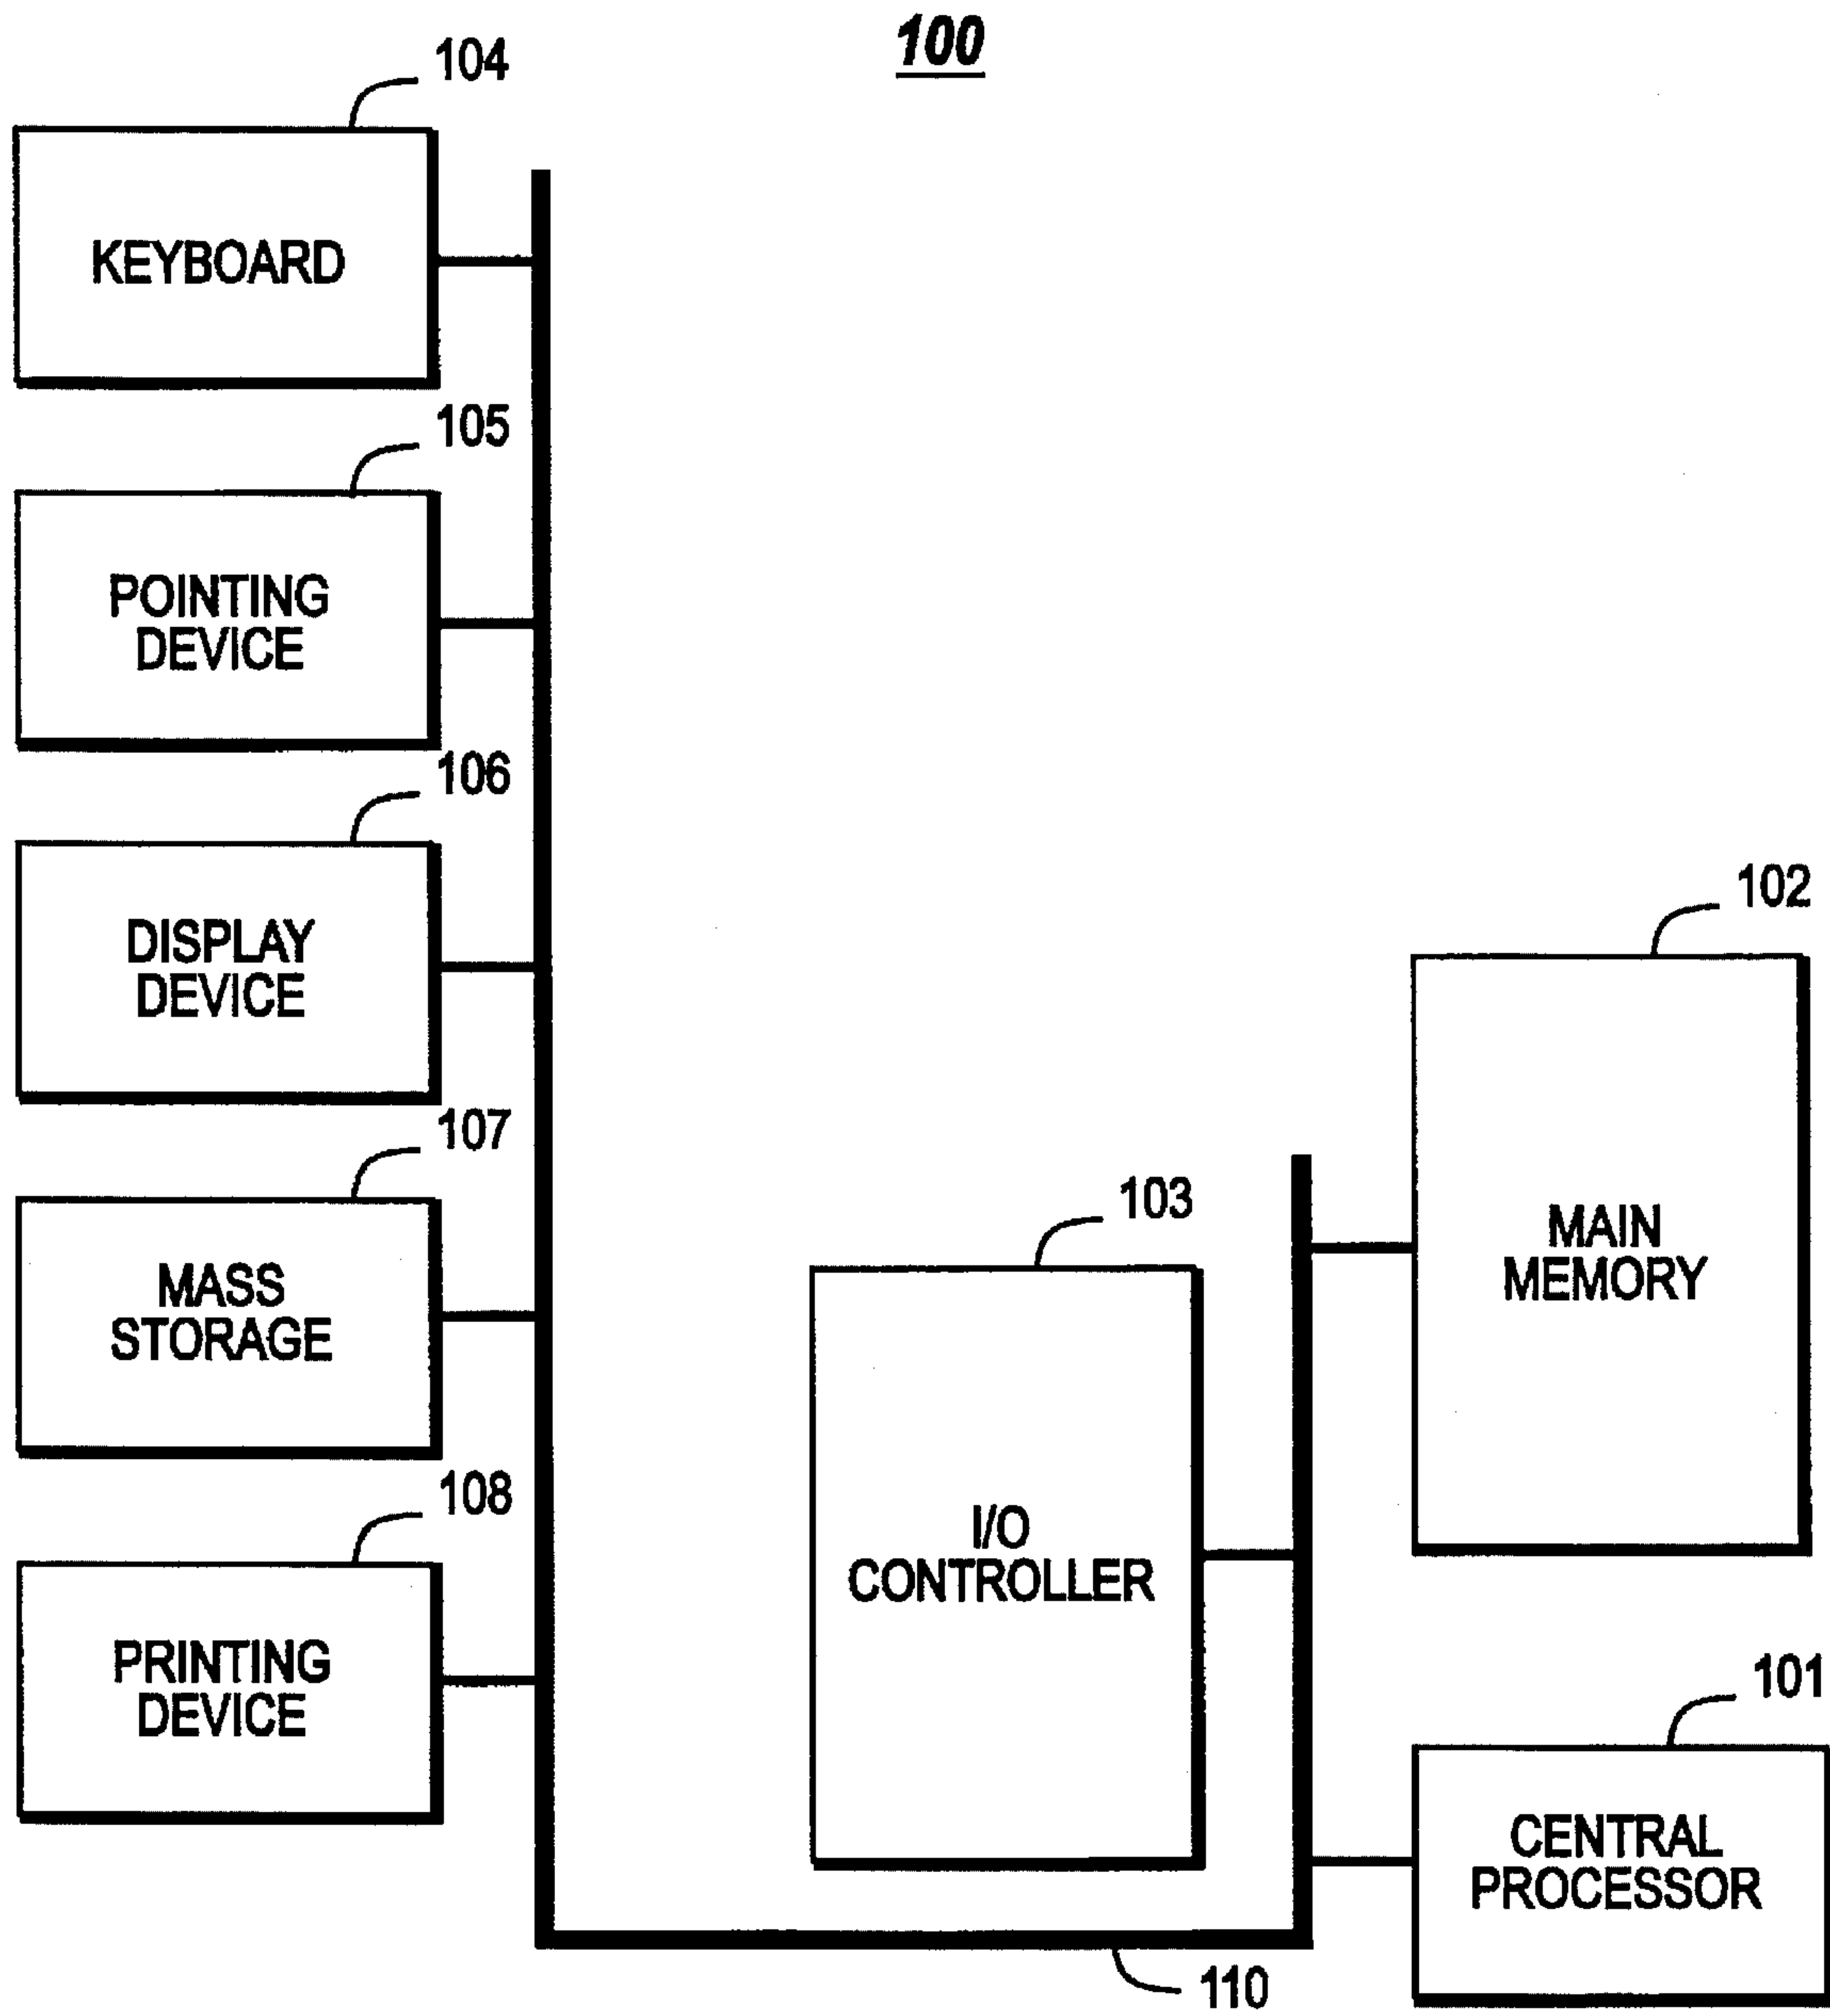 100
104
KEYBOARD
105
POINTING
DEVICE
106
DISPLAY
DEVICE
107
MASS
STORAGE
108
PRINTING
DEVICE
102
MAIN
MEMORY
103
I/O
CONTROLLER
101
CENTRAL
PROCESSOR
110